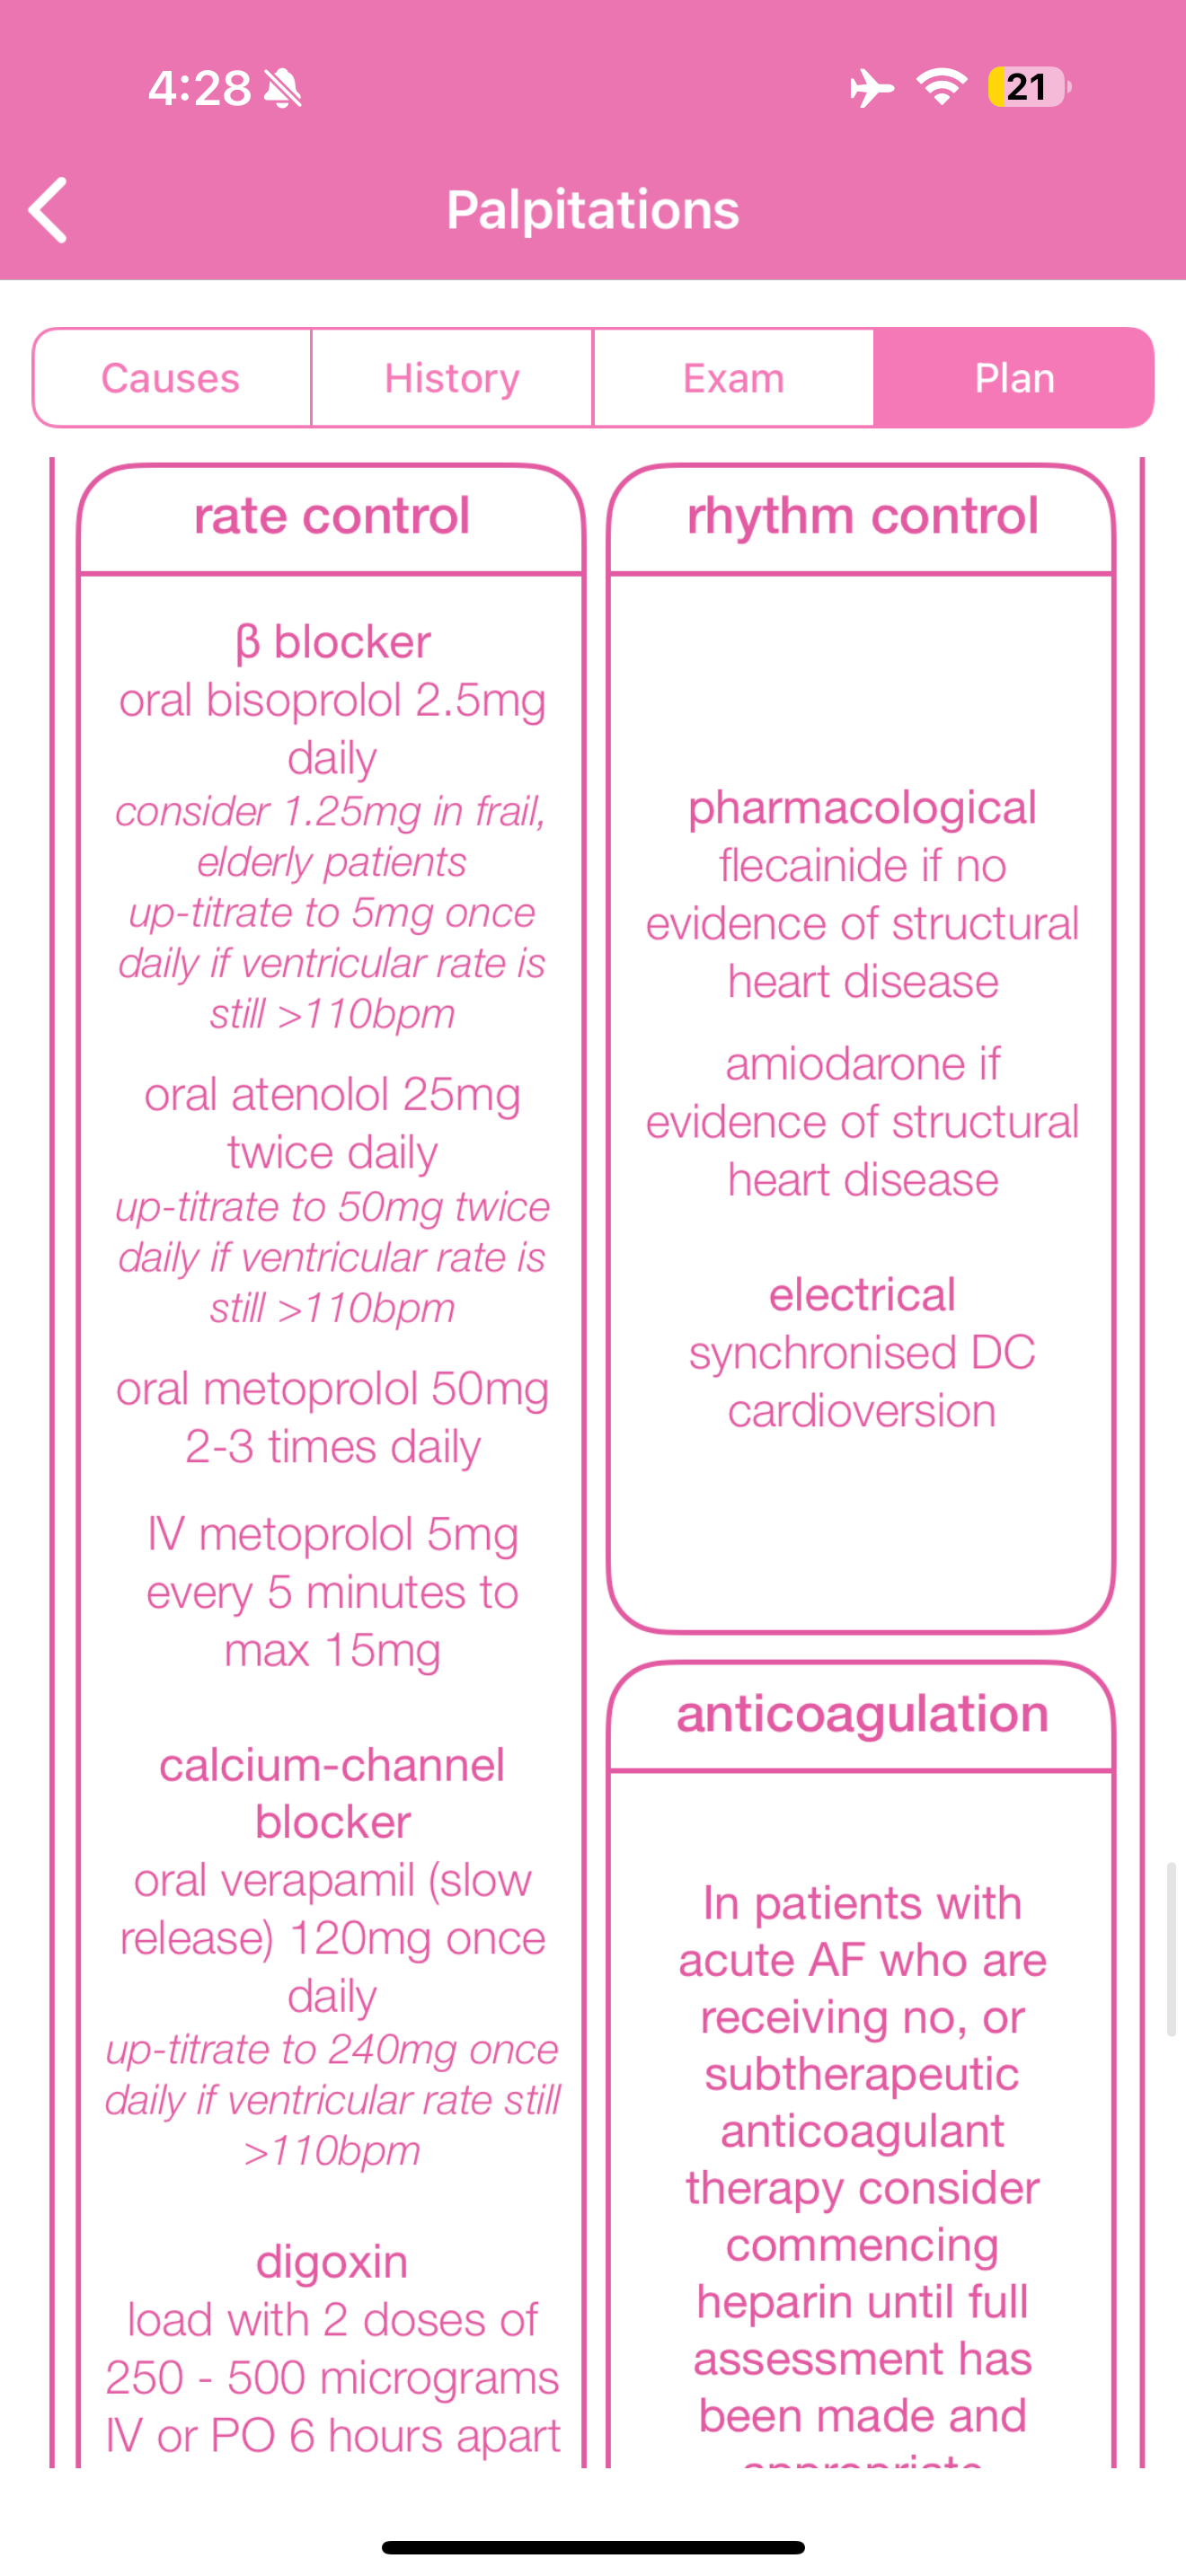 4:28
21
Palpitations
Causes
History
Exam
Plan
rate control
β blocker
oral bisoprolol 2.5mg
daily
consider 1.25mg in frail,
elderly patients
up-titrate to 5mg once
daily if ventricular rate is
still >110bpm
oral atenolol 25mg
twice daily
up-titrate to 50mg twice
daily if ventricular rate is
still >110bpm
oral metoprolol 50mg
2-3 times daily
IV metoprolol 5mg
every 5 minutes to
max 15mg
calcium-channel
blocker
oral verapamil (slow
release) 120mg once
daily
up-titrate to 240mg once
daily if ventricular rate still
>110bpm
digoxin
load with 2 doses of
250 - 500 micrograms
IV or PO 6 hours apart
rhythm control
pharmacological
flecainide if no
evidence of structural
heart disease
amiodarone if
evidence of structural
heart disease
electrical
synchronised DC
cardioversion
anticoagulation
In patients with
acute AF who are
receiving no, or
subtherapeutic
anticoagulant
therapy consider
commencing
heparin until full
assessment has
been made and